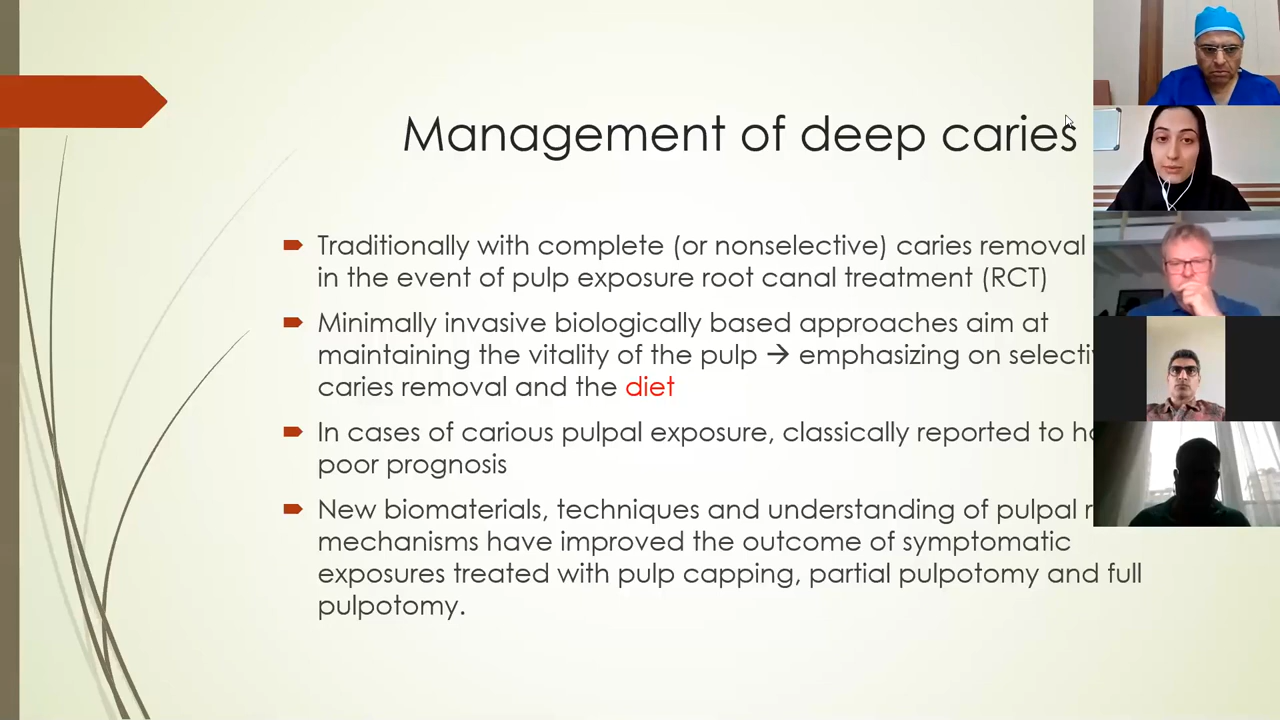 Management of deep caries
Traditionally with complete (or nonselective) caries removal
in the event of pulp exposure root canal treatment (RCT)
Minimally invasive biologically based approaches aim at
maintaining the vitality of the pulp → emphasizing on
caries removal and the diet
In cases of carious pulpal exposure, classically reported to
poor prognosis
New biomaterials, techniques and understanding of pulpal
mechanisms have improved the outcome of symptomatic
exposures treated with pulp capping, partial pulpotomy and full
pulpotomy.